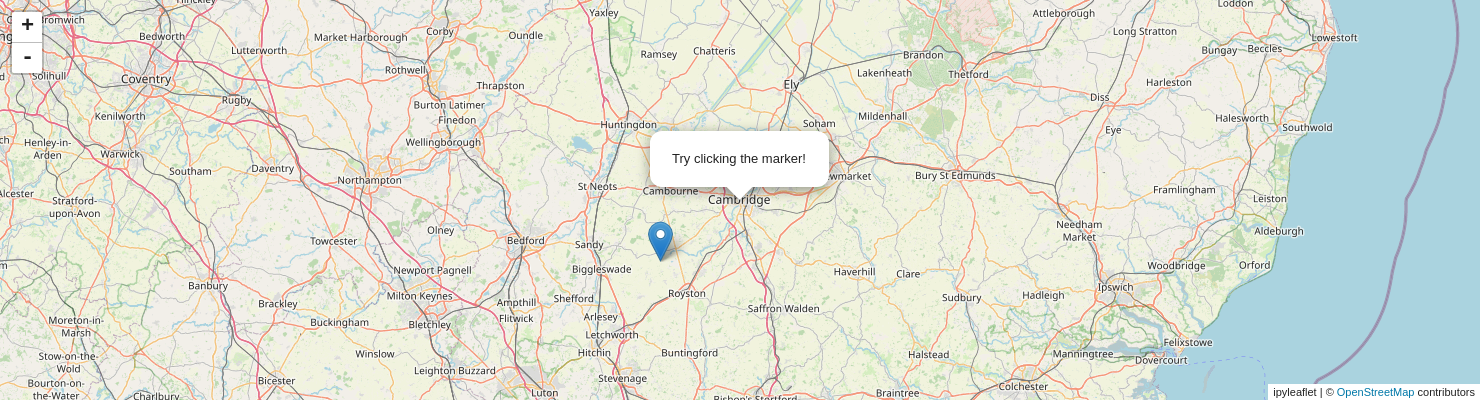 +
-
Bromwich
Yaxley
Attleborough
Loddon
Bedworth
Market Harborough
Corby
Oundle
Long Stratton
Lowestoft
Lutterworth
Ramsey
Chatteris
Brandon
Bungay
Beccles
Solihull
Coventry
Rothwell
Thrapston
Ely
Lakenheath
Thetford
Harleston
Rugby
Burton Latimer
Finedon
Diss
Kenilworth
Huntingdon
Soham
Mildenhall
Eye
Halesworth
Southwold
Henley-in-
Arden
Warwick
Wellingborough
Try clicking the marker!
Southam
Daventry
Northampton
St Neots
Cambourne
wmarket
Bury St Edmunds
Framlingham
Alcester
Stratford-
upon-Avon
Cambridge
Leiston
Towcester
Olney
Bedford
Sandy
Needham
Market
Aldeburgh
Newport Pagnell
Biggleswade
Haverhill
Clare
Woodbridge
Orford
Banbury
Brackley
Milton Keynes
Ampthill
Flitwick
Shefford
Royston
Saffron Walden
Sudbury
Hadleigh
Ipswich
Moreton-in-
Marsh
Buckingham
Bletchley
Arlesey
Letchworth
Felixstowe
Stow-on-the-
Wold
Winslow
Hitchin
Buntingford
Halstead
Manningtree
Dovercourt
Bourton-on-
the-Water
Bicester
Leighton Buzzard
Stevenage
Colchester
Charlbury
Luton
Bishop's Stortford
Braintree
ipyleaflet | © OpenStreetMap contributors